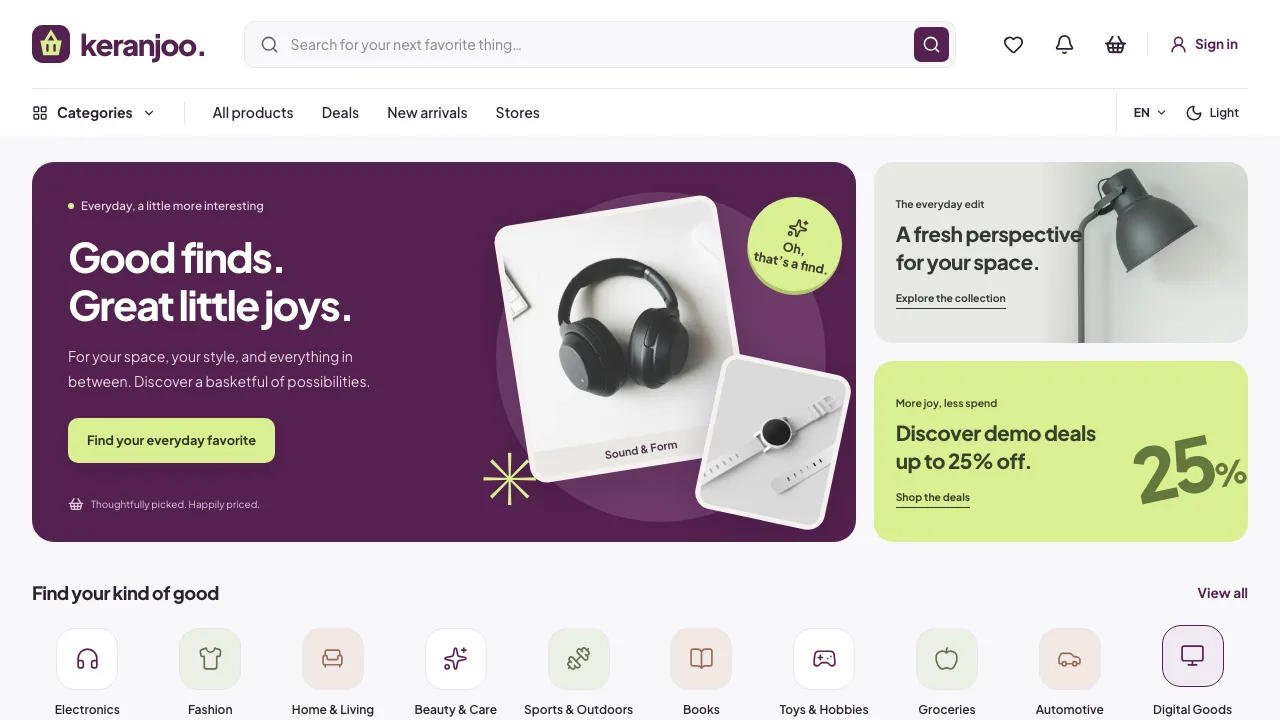 keranjoo.
Search for your next favorite thing...
Sign in
Categories
All products
Deals
New arrivals
Stores
EN
Light
Everyday, a little more interesting
Good finds.
Great little joys.
For your space, your style, and everything in
between. Discover a basketful of possibilities.
Find your everyday favorite
Thoughtfully picked. Happily priced.
Oh,
that's a find.
Sound & Form
The everyday edit
A fresh perspective
for your space.
Explore the collection
More joy, less spend
Discover demo deals
up to 25% off.
Shop the deals
25%
Find your kind of good
View all
Electronics
Fashion
Home & Living
Beauty & Care
Sports & Outdoors
Books
Toys & Hobbies
Groceries
Automotive
Digital Goods